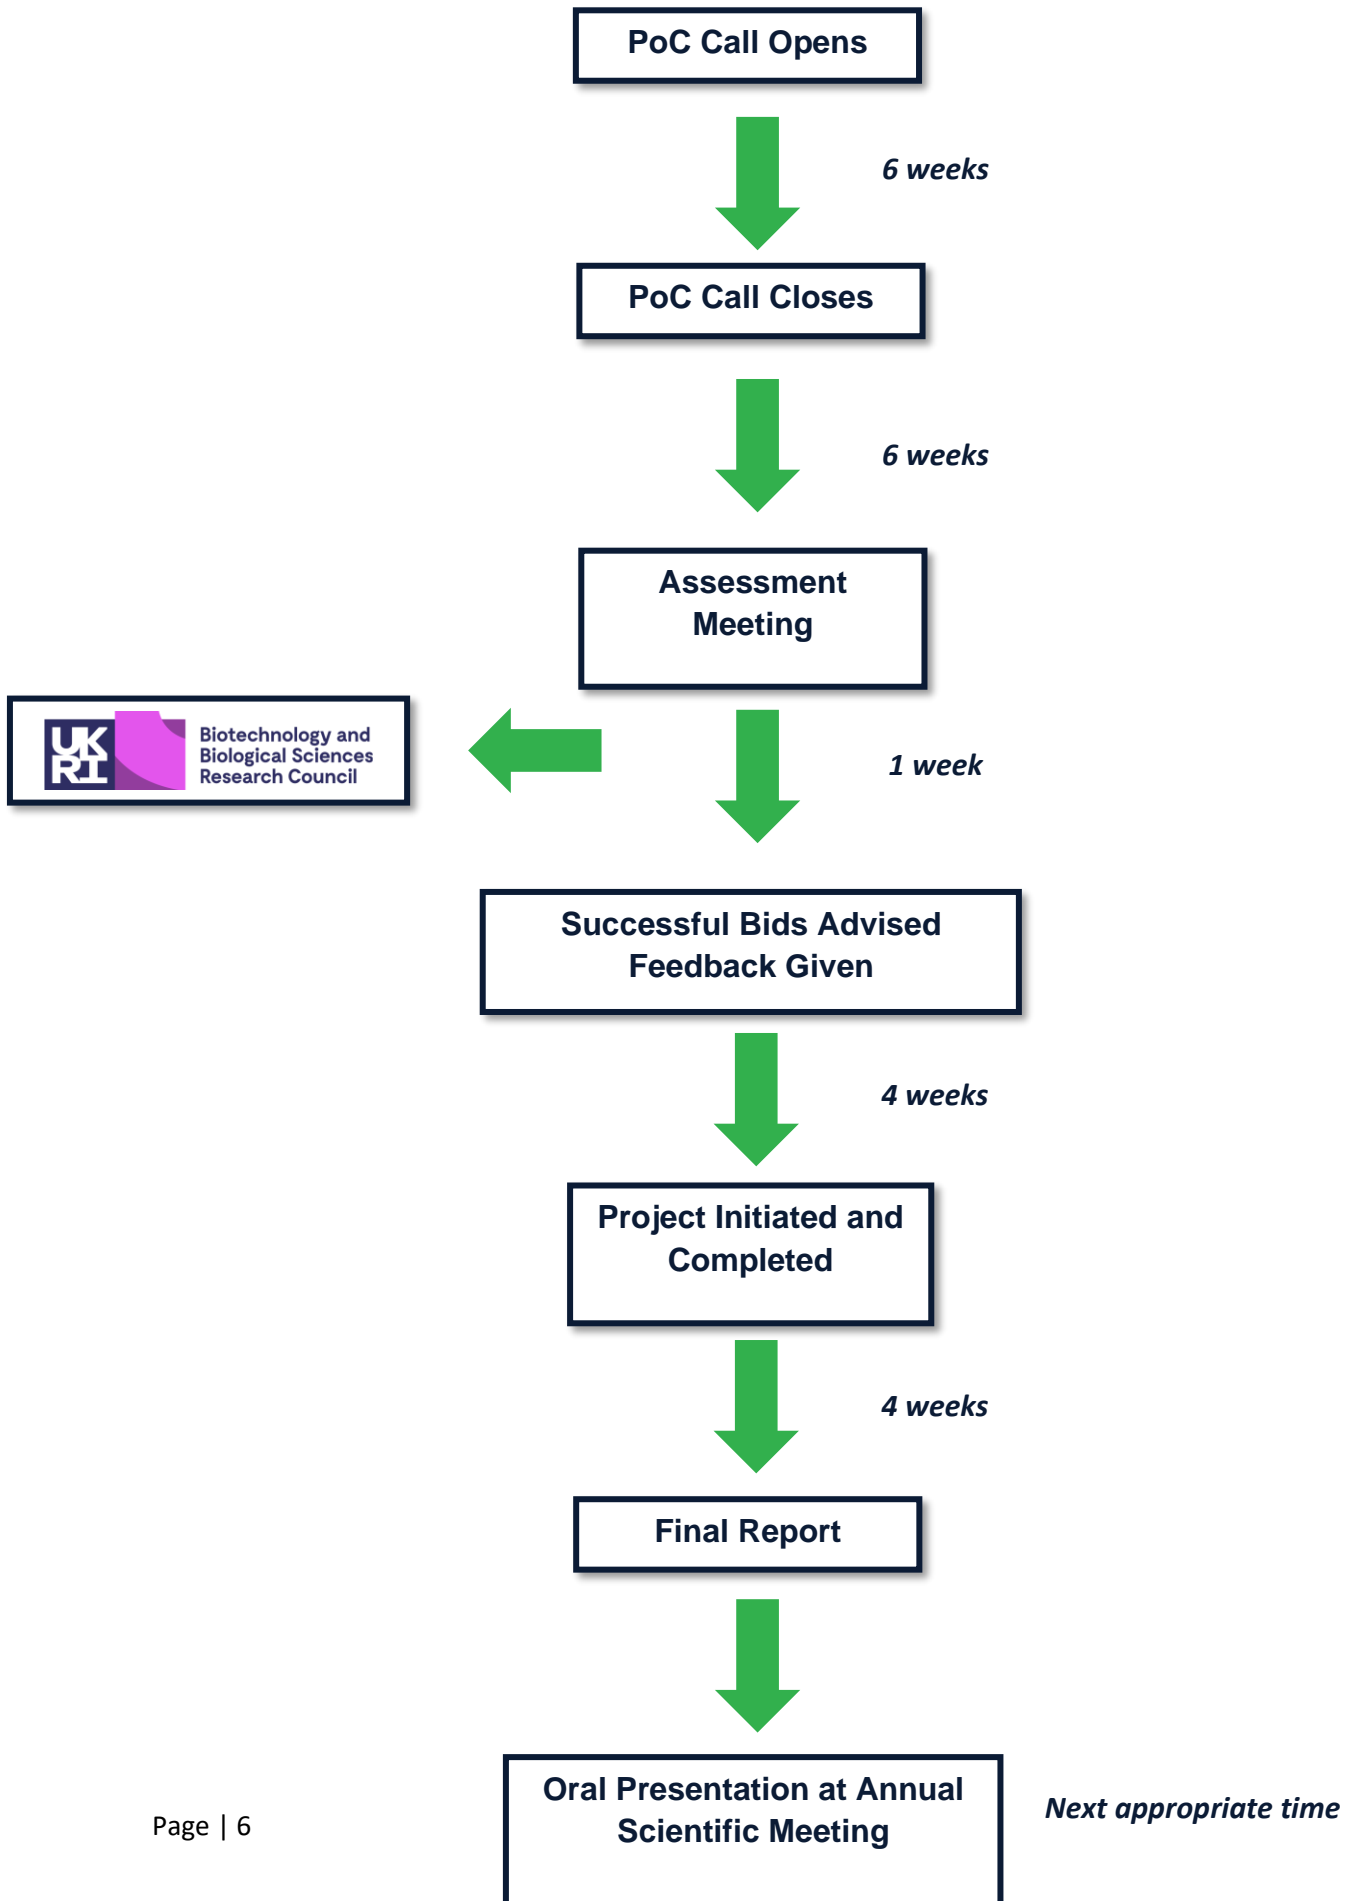 PoC Call Opens
6 weeks
PoC Call Closes
6 weeks
Assessment
Meeting
UK
RI
Biotechnology and
Biological Sciences
Research Council
1 week
Successful Bids Advised
Feedback Given
4 weeks
Project Initiated and
Completed
4 weeks
Final Report
Oral Presentation at Annual
Scientific Meeting
Next appropriate time
Page | 6